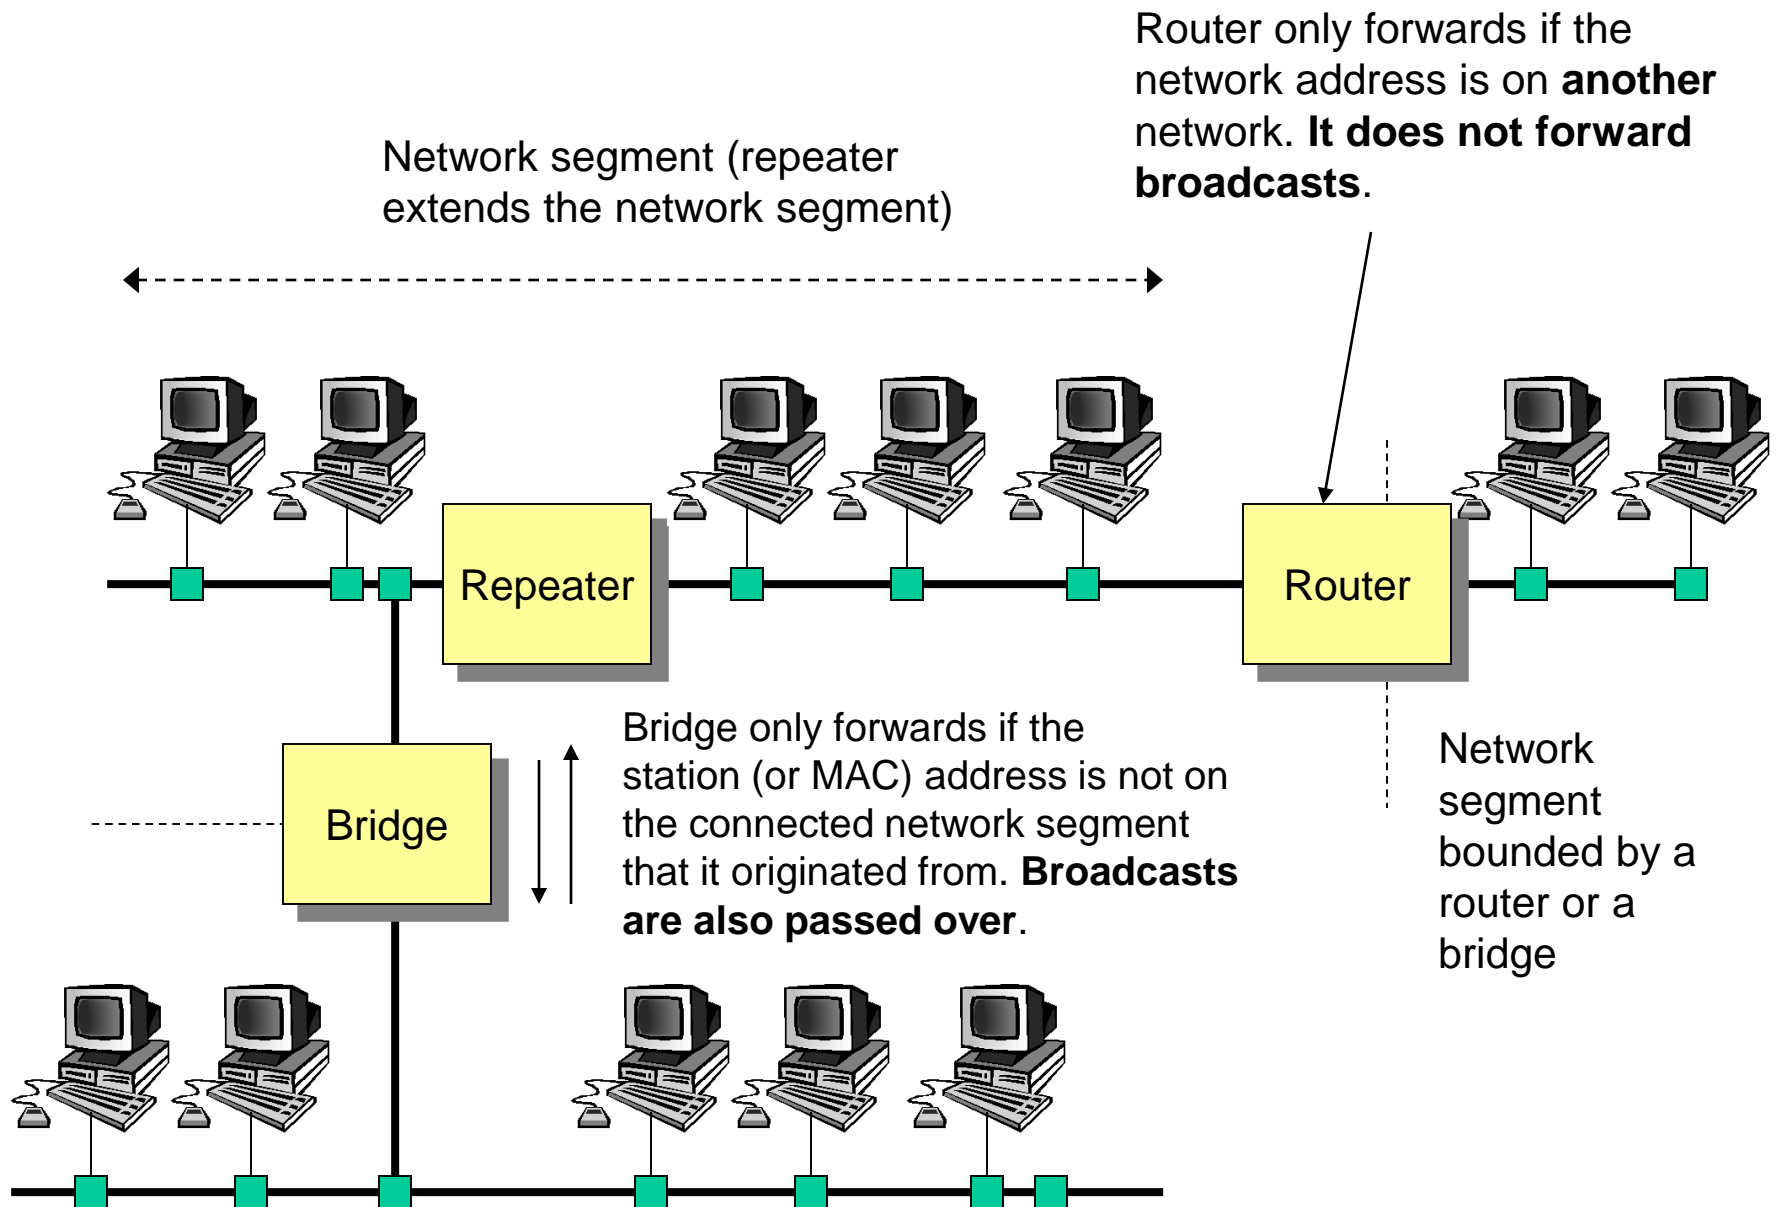 Router only forwards if the
network address is on another
network. It does not forward
broadcasts.
Network segment (repeater
extends the network segment)
Repeater
Router
Bridge only forwards if the
station (or MAC) address is not on
the connected network segment
that it originated from. Broadcasts
are also passed over.
Bridge
Network
segment
bounded by a
router or a
bridge